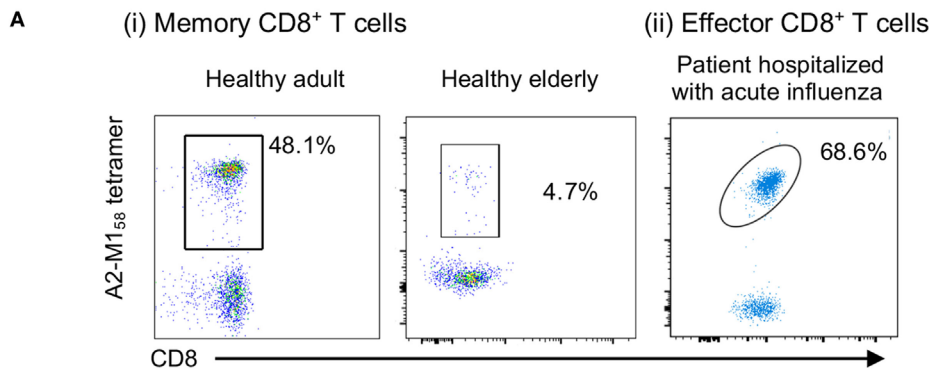 A
(i) Memory CD8⁺ T cells
(ii) Effector CD8⁺ T cells
Healthy adult
Healthy elderly
Patient hospitalized
with acute influenza
A2-M1₅₈ tetramer
48.1%
4.7%
68.6%
CD8